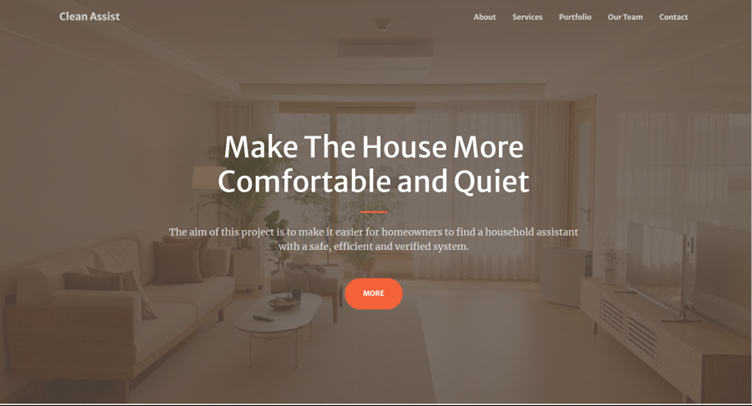 Clean Assist
About Services Portfolio Our Team Contact
Make The House More
Comfortable and Quiet
The aim of this project is to make it easier for homeowners to find a household assistant
with a safe, efficient and verified system.
MORE